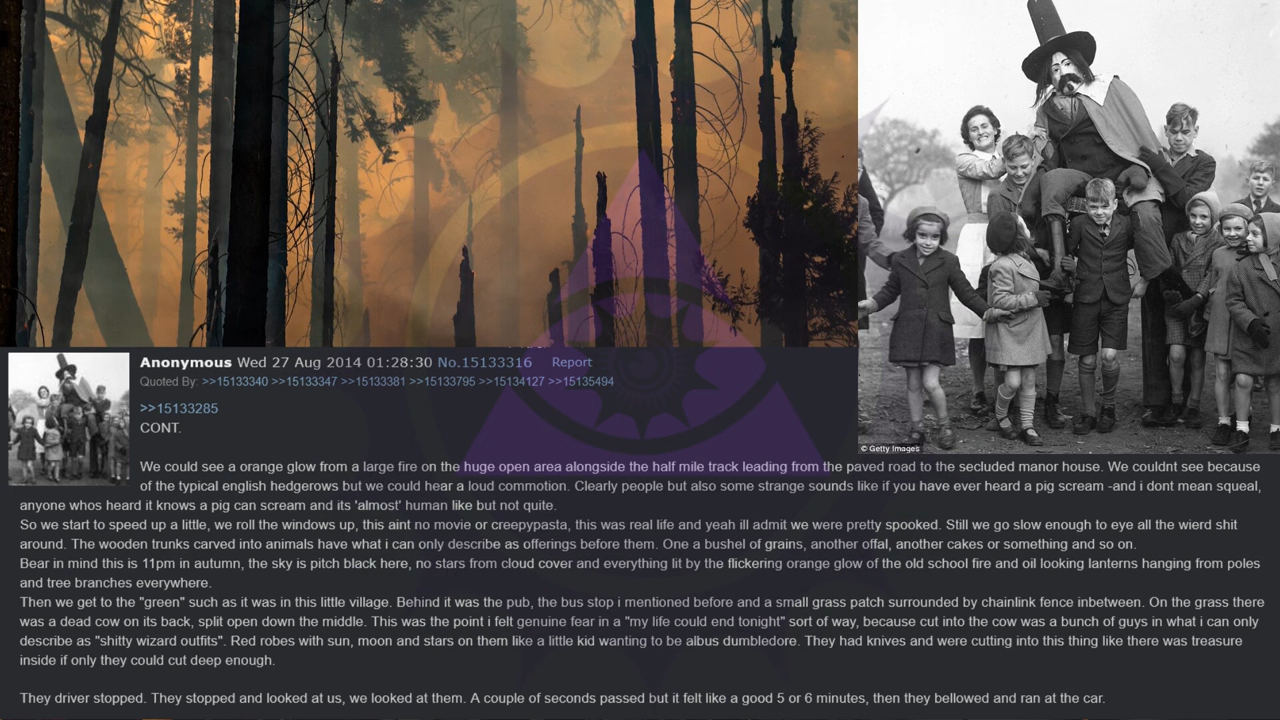 © Getty Images
Anonymous Wed 27 Aug 2014 01:28:30 No.15133316 Report
Quoted By: >>15133340 >>15133347 >>15133381 >>15133795 >>15134127 >>15135494
>>15133285
CONT.
We could see a orange glow from a large fire on the huge open area alongside the half mile track leading from the paved road to the secluded manor house. We couldnt see because
of the typical english hedgerows but we could hear a loud commotion. Clearly people but also some strange sounds like if you have ever heard a pig scream -and i dont mean squeal,
anyone whos heard it knows a pig can scream and its 'almost' human like but not quite.
So we start to speed up a little, we roll the windows up, this aint no movie or creepypasta, this was real life and yeah ill admit we were pretty spooked. Still we go slow enough to eye all the wierd shit
around. The wooden trunks carved into animals have what i can only describe as offerings before them. One a bushel of grains, another offal, another cakes or something and so on.
Bear in mind this is 11pm in autumn, the sky is pitch black here, no stars from cloud cover and everything lit by the flickering orange glow of the old school fire and oil looking lanterns hanging from poles
and tree branches everywhere.
Then we get to the "green" such as it was in this little village. Behind it was the pub, the bus stop i mentioned before and a small grass patch surrounded by chainlink fence inbetween. On the grass there
was a dead cow on its back, split open down the middle. This was the point i felt genuine fear in a "my life could end tonight" sort of way, because cut into the cow was a bunch of guys in what i can only
describe as "shitty wizard outfits". Red robes with sun, moon and stars on them like a little kid wanting to be albus dumbledore. They had knives and were cutting into this thing like there was treasure
inside if only they could cut deep enough.
They driver stopped. They stopped and looked at us, we looked at them. A couple of seconds passed but it felt like a good 5 or 6 minutes, then they bellowed and ran at the car.